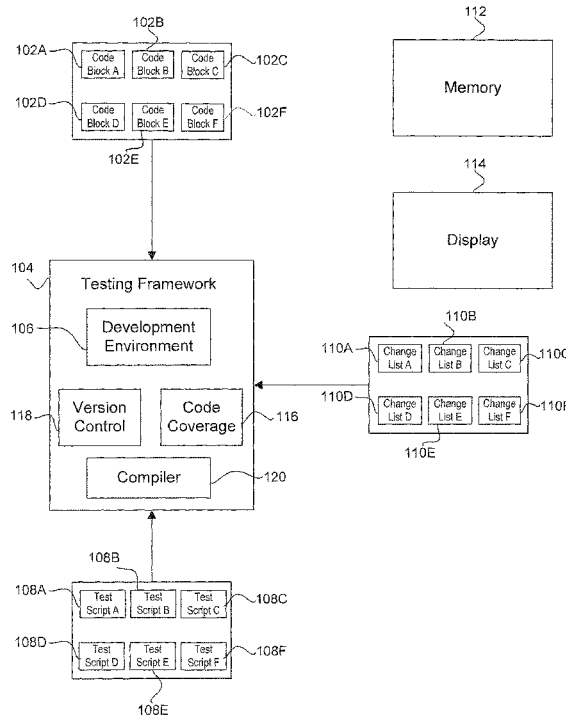 112
102B
102A
Code Block A
Code Block B
Code Block C
102C
Memory
102D
Code Block D
Code Block E
Code Block F
102F
102E
114
Display
104
Testing Framework
106
Development Environment
110B
110A
Change List A
Change List B
Change List C
110C
118
Version Control
Code Coverage
116
110D
Change List D
Change List E
Change List F
110F
110E
Compiler
120
108B
108A
Test Script A
Test Script B
Test Script C
108C
108D
Test Script D
Test Script E
Test Script F
108F
108E